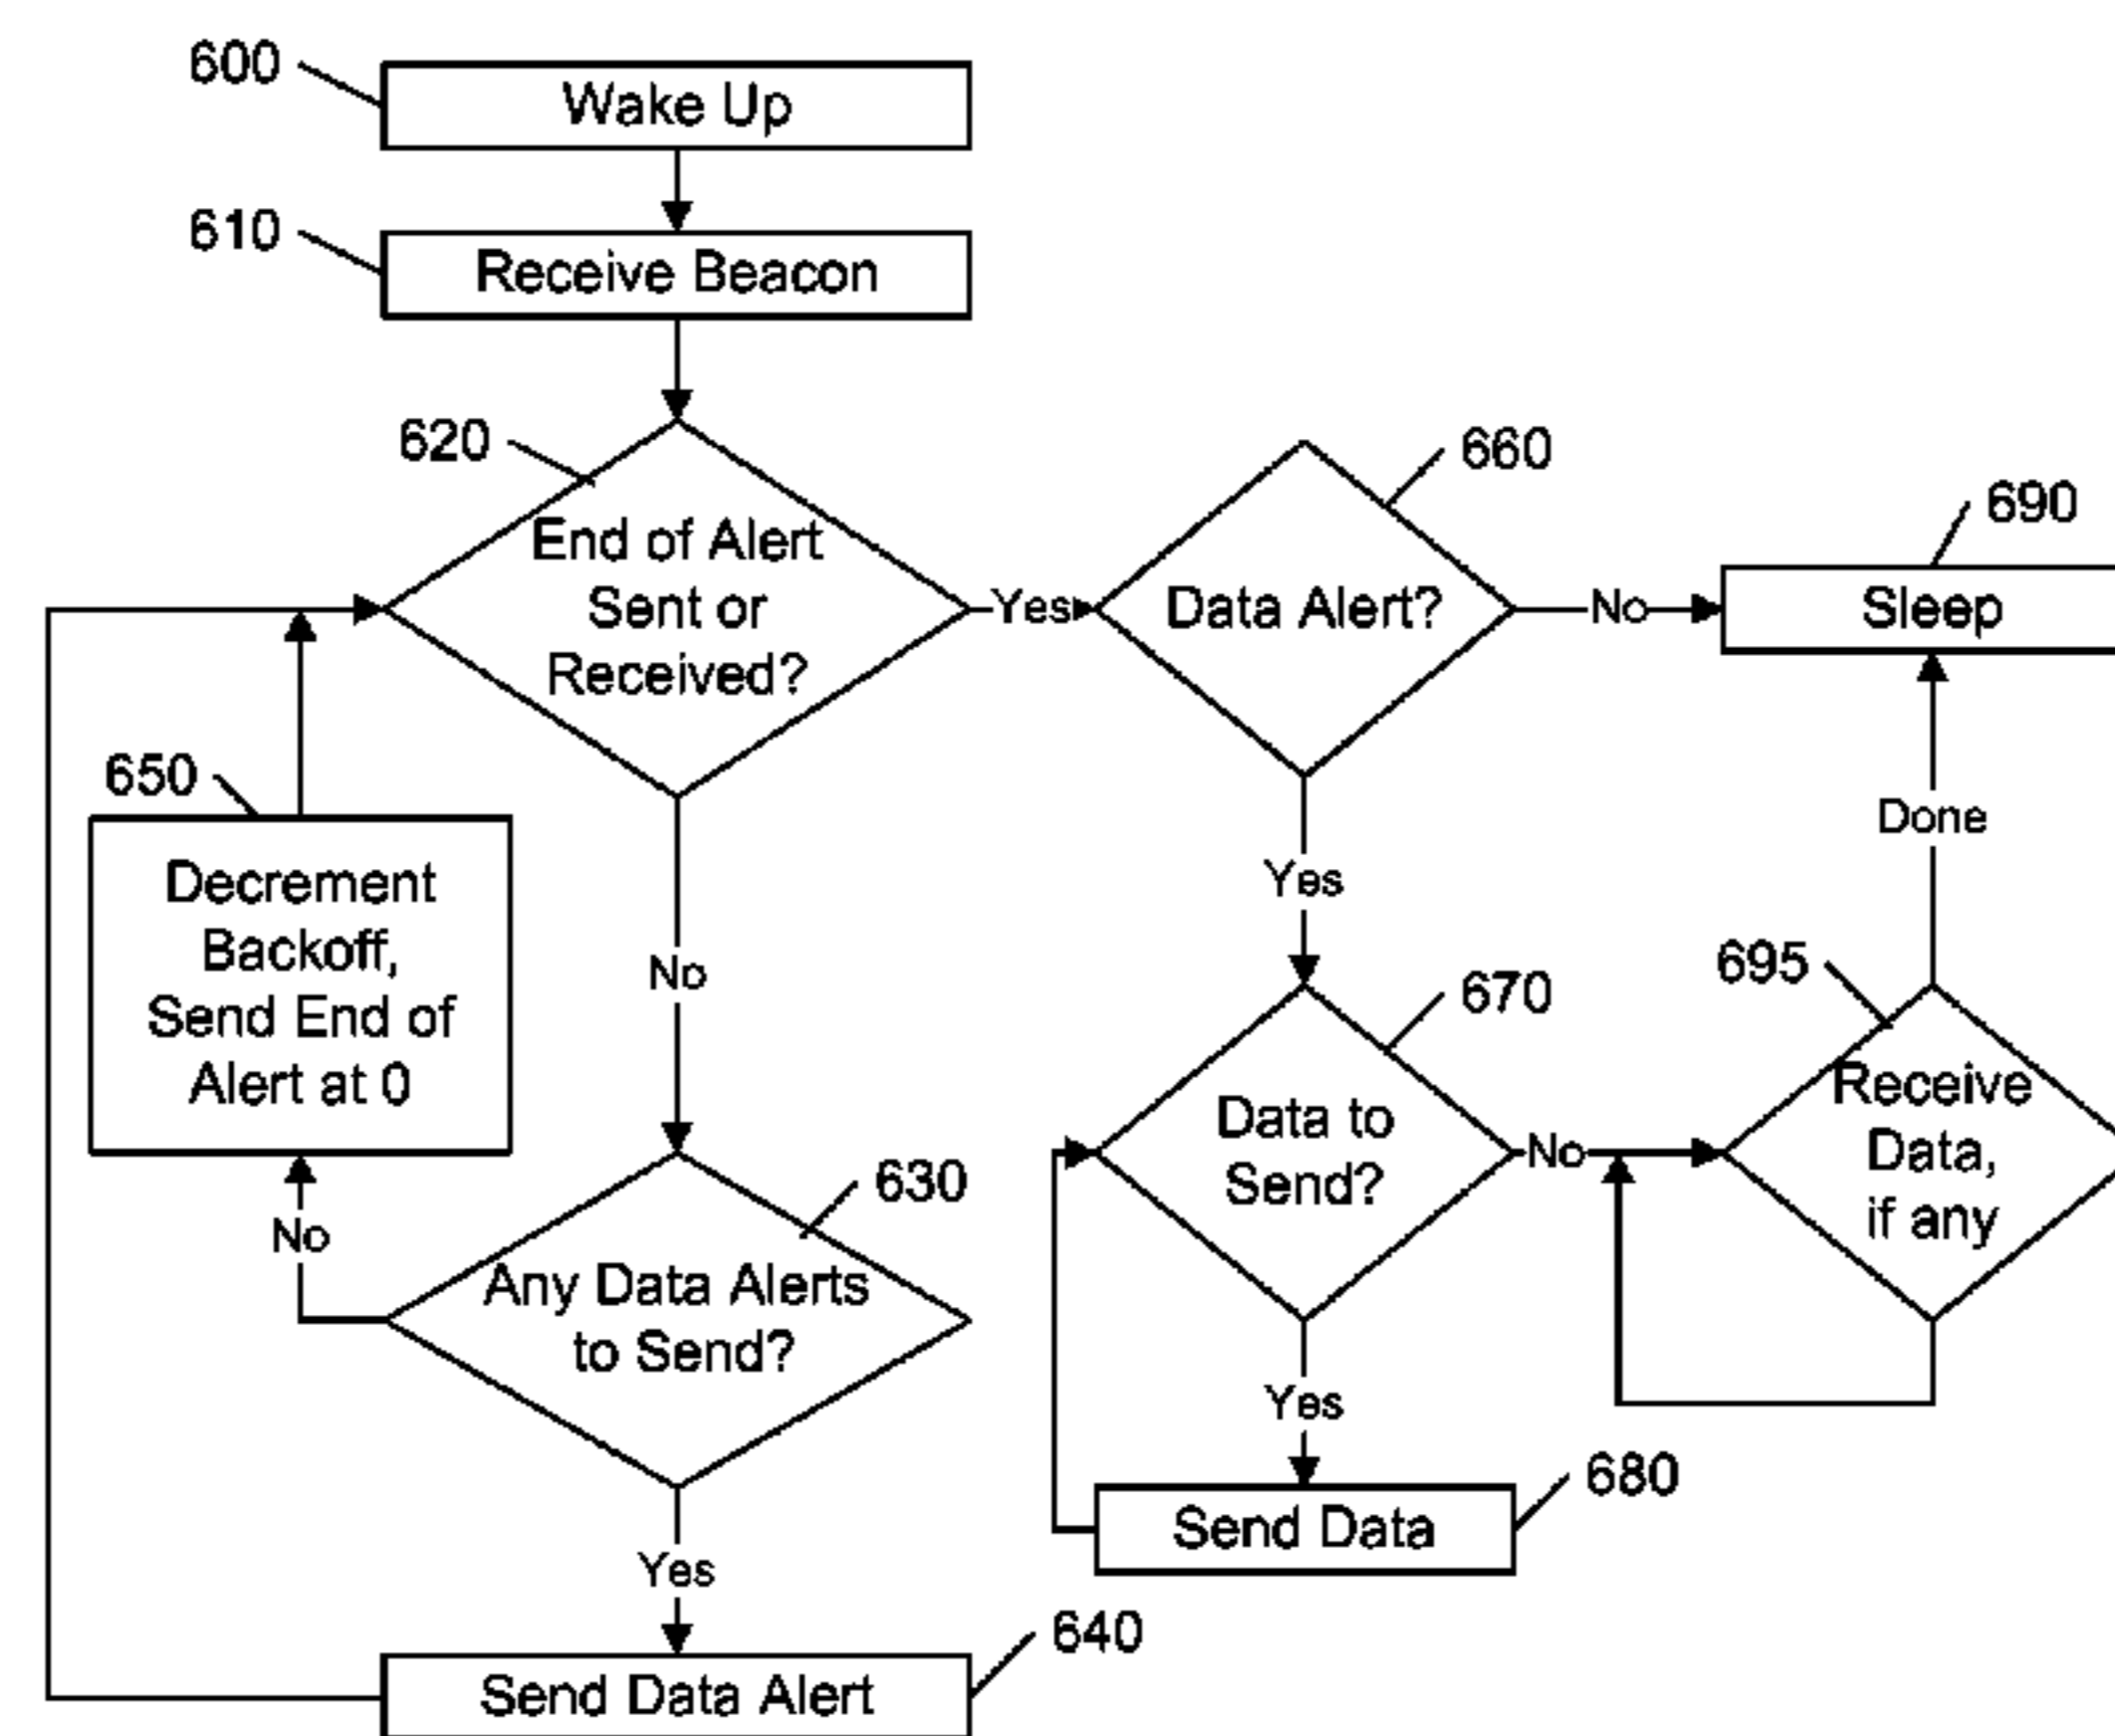 600
Wake Up
610
Receive Beacon
620
End of Alert
Sent or
Received?
Yes
No
660
Data Alert?
No
Yes
690
Sleep
650
Decrement
Backoff,
Send End of
Alert at 0
No
630
Any Data Alerts
to Send?
Yes
640
Send Data Alert
670
Data to
Send?
No
Yes
680
Send Data
695
Receive
Data,
if any
Done